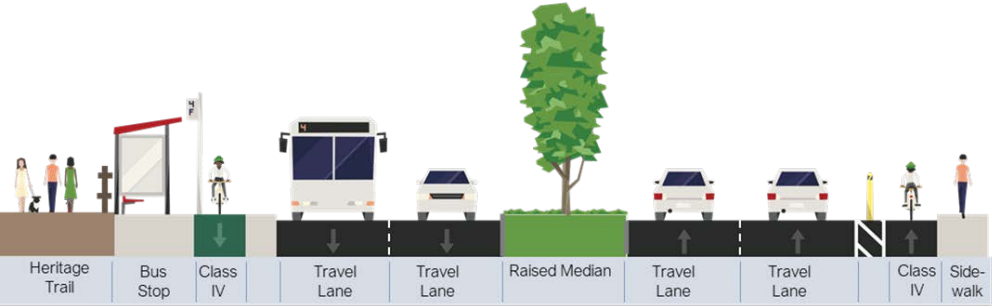 4
F
4
Heritage
Trail
Bus
Stop
Class
IV
Travel
Lane
Travel
Lane
Raised Median
Travel
Lane
Travel
Lane
Class
IV
Side-
walk